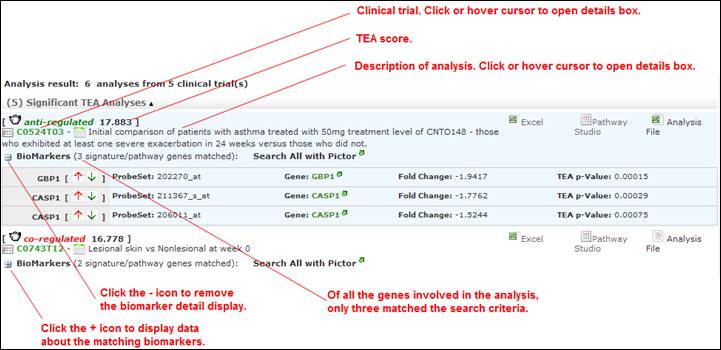 Clinical trial. Click or hover cursor to open details box.
TEA score.
Description of analysis. Click or hover cursor to open details box.
Analysis result: 6 analyses from 5 clinical trial(s)
(5) Significant TEA Analyses ▲
[ anti-regulated 17.883 ] Excel Pathway Studio Analysis File
C0524T03 - Initial comparison of patients with asthma treated with 50mg treatment level of CNTO148 - those
who exhibited at least one severe exacerbation in 24 weeks versus those who did not.
BioMarkers (3 signature/pathway genes matched): Search All with Pictor
GBP1 [ ↑ ↓ ] ProbeSet: 202270_at Gene: GBP1 Fold Change: -1.9417 TEA p-Value: 0.00015
CASP1 [ ↑ ↓ ] ProbeSet: 211367_s_at Gene: CASP1 Fold Change: -1.7762 TEA p-Value: 0.00029
CASP1 [ ↑ ↓ ] ProbeSet: 206011_at Gene: CASP1 Fold Change: -1.5244 TEA p-Value: 0.00075
[ co-regulated 16.778 ] Excel Pathway Studio Analysis File
C0743T12 - Lesional skin vs Nonlesional at week 0
BioMarkers (2 signature/pathway genes matched): Search All with Pictor
Click the - icon to remove
the biomarker detail display.
Of all the genes involved in the analysis,
only three matched the search criteria.
Click the + icon to display data
about the matching biomarkers.